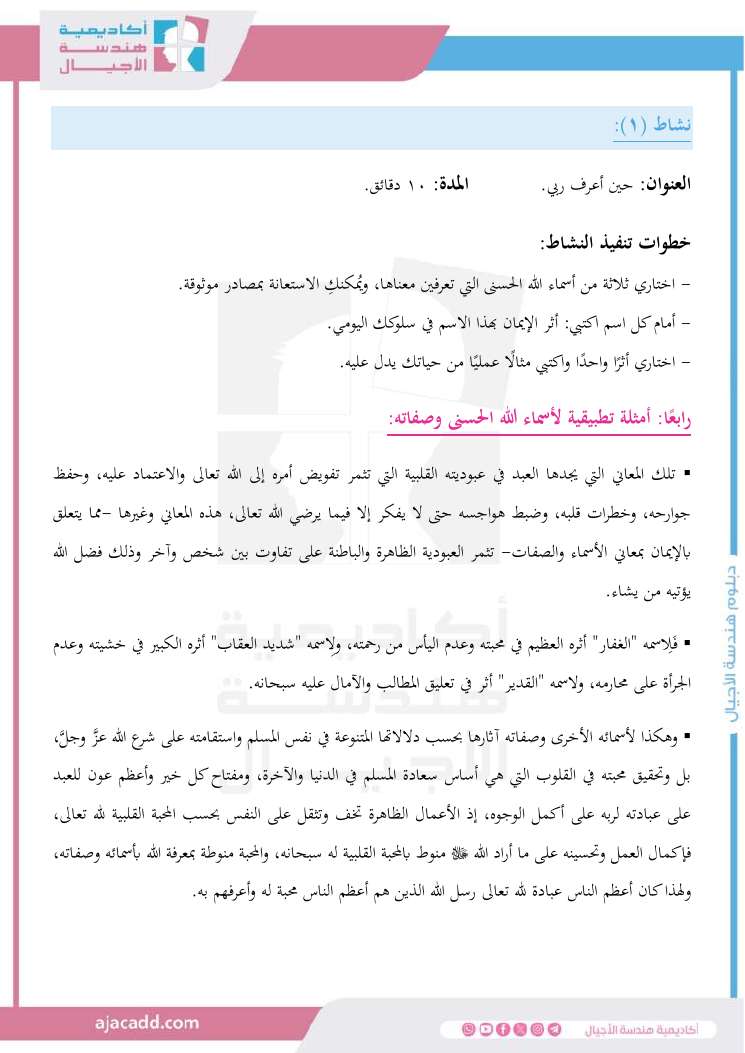 أكاديمية
هندسة
الأجيال
نشاط (١):
العنوان: حين أعرف ربي. المدة: ١٠ دقائق.
خطوات تنفيذ النشاط:
- اختاري ثلاثة من أسماء الله الحسنى التي تعرفين معناها، ويُمكنكِ الاستعانة بمصادر موثوقة.
- أمام كل اسم اكتبي: أثر الإيمان بهذا الاسم في سلوكك اليومي.
- اختاري أثرًا واحدًا واكتبي مثالًا عمليًا من حياتك يدل عليه.
رابعًا: أمثلة تطبيقية لأسماء الله الحسنى وصفاته:
▪ تلك المعاني التي يجدها العبد في عبوديته القلبية التي تثمر تفويض أمره إلى الله تعالى والاعتماد عليه، وحفظ
جوارحه، وخطرات قلبه، وضبط هواجسه حتى لا يفكر إلا فيما يرضي الله تعالى، هذه المعاني وغيرها -مما يتعلق
بالإيمان بمعاني الأسماء والصفات- تثمر العبودية الظاهرة والباطنة على تفاوت بين شخص وآخر وذلك فضل الله
يؤتيه من يشاء.
▪ فَلِاسمه "الغفار" أثره العظيم في محبته وعدم اليأس من رحمته، ولِاسمه "شديد العقاب" أثره الكبير في خشيته وعدم
الجرأة على محارمه، ولاسمه "القدير" أثر في تعليق المطالب والآمال عليه سبحانه.
▪ وهكذا لأسمائه الأخرى وصفاته آثارها بحسب دلالاتها المتنوعة في نفس المسلم واستقامته على شرع الله عزَّ وجلَّ،
بل وتحقيق محبته في القلوب التي هي أساس سعادة المسلم في الدنيا والآخرة، ومفتاح كل خير وأعظم عون للعبد
على عبادته لربه على أكمل الوجوه، إذ الأعمال الظاهرة تخف وتثقل على النفس بحسب المحبة القلبية لله تعالى،
فإكمال العمل وتحسينه على ما أراد الله ﷻ منوط بالمحبة القلبية له سبحانه، والمحبة منوطة بمعرفة الله بأسمائه وصفاته،
ولهذا كان أعظم الناس عبادة لله تعالى رسل الله الذين هم أعظم الناس محبة له وأعرفهم به.
أكاديمية
هندسة
الأجيال
دبلوم هندسة الأجيال
أكاديمية هندسة الأجيال
ajacadd.com